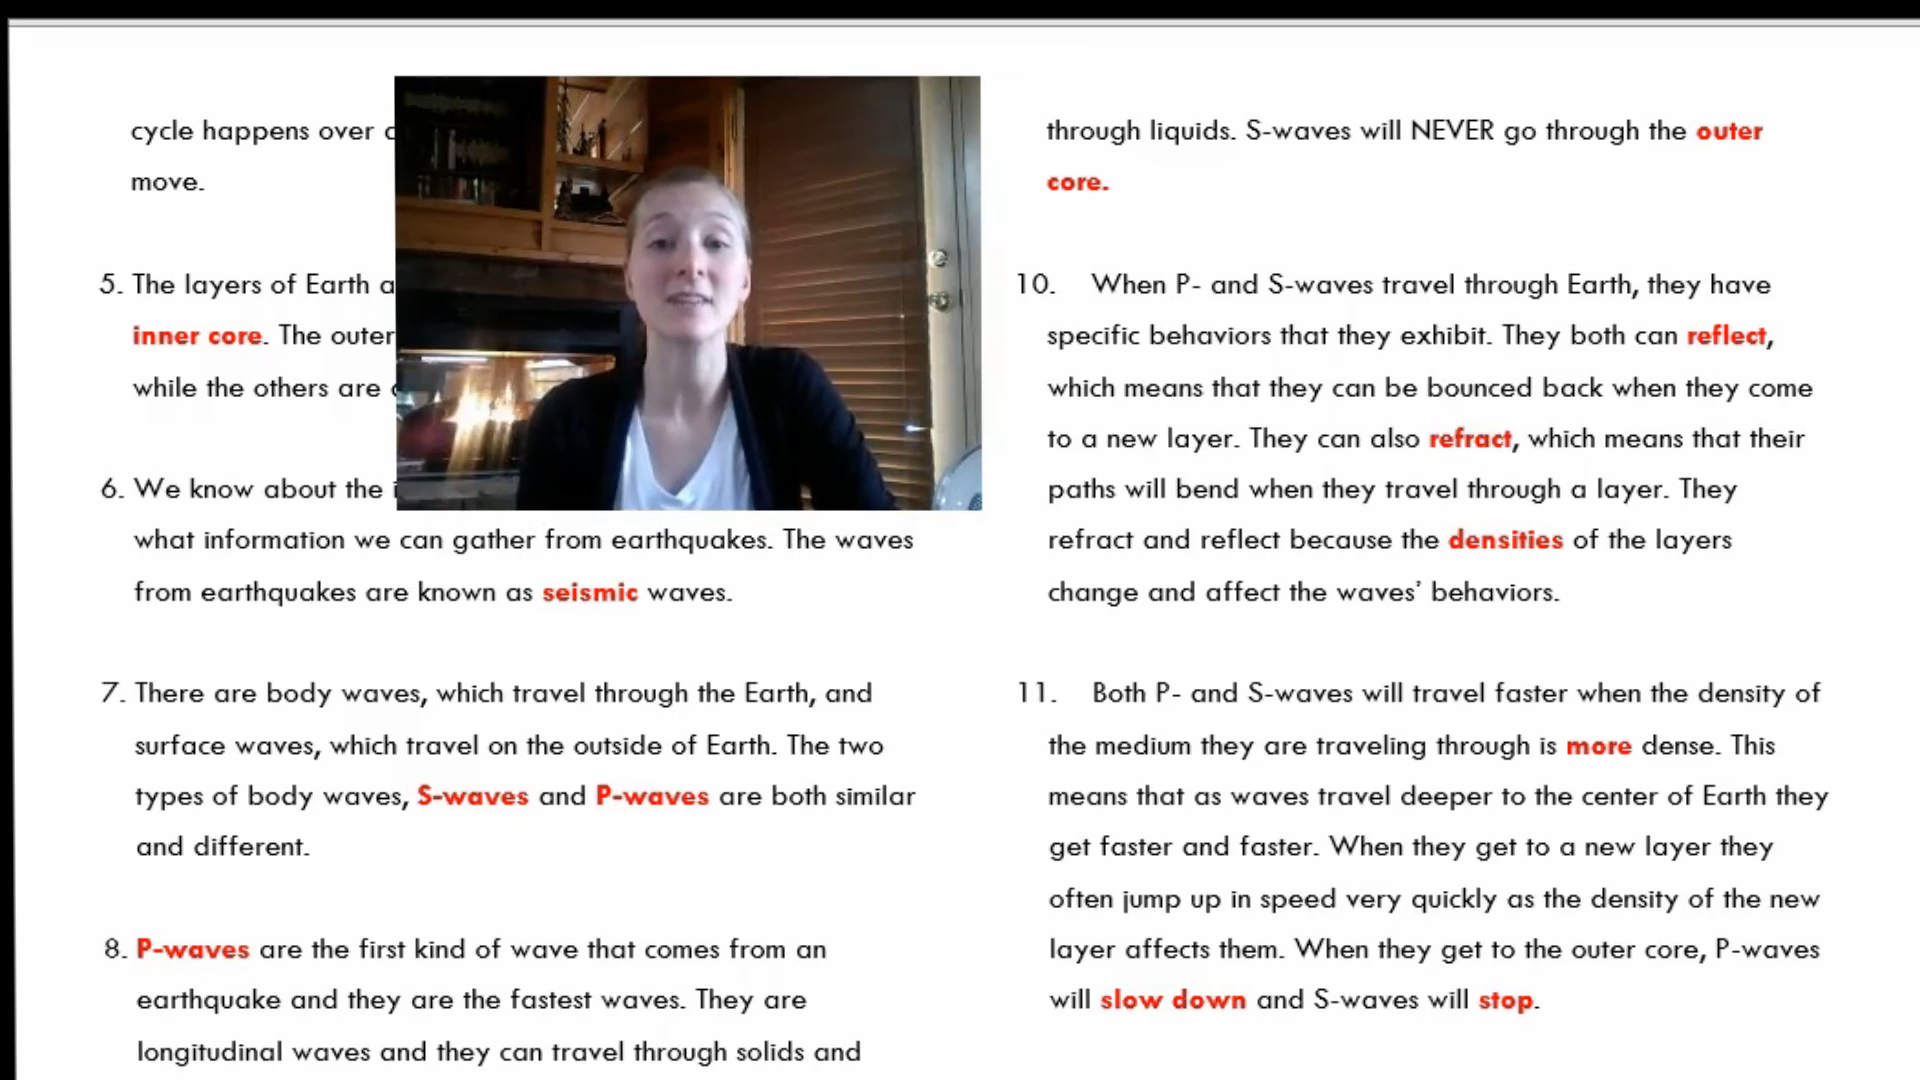 cycle happens over
move.
5. The layers of Earth
inner core. The outer
while the others are
6. We know about the
what information we can gather from earthquakes. The waves
from earthquakes are known as seismic waves.
7. There are body waves, which travel through the Earth, and
surface waves, which travel on the outside of Earth. The two
types of body waves, S-waves and P-waves are both similar
and different.
8. P-waves are the first kind of wave that comes from an
earthquake and they are the fastest waves. They are
longitudinal waves and they can travel through solids and
through liquids. S-waves will NEVER go through the outer
core.
10. When P- and S-waves travel through Earth, they have
specific behaviors that they exhibit. They both can reflect,
which means that they can be bounced back when they come
to a new layer. They can also refract, which means that their
paths will bend when they travel through a layer. They
refract and reflect because the densities of the layers
change and affect the waves’ behaviors.
11. Both P- and S-waves will travel faster when the density of
the medium they are traveling through is more dense. This
means that as waves travel deeper to the center of Earth they
get faster and faster. When they get to a new layer they
often jump up in speed very quickly as the density of the new
layer affects them. When they get to the outer core, P-waves
will slow down and S-waves will stop.